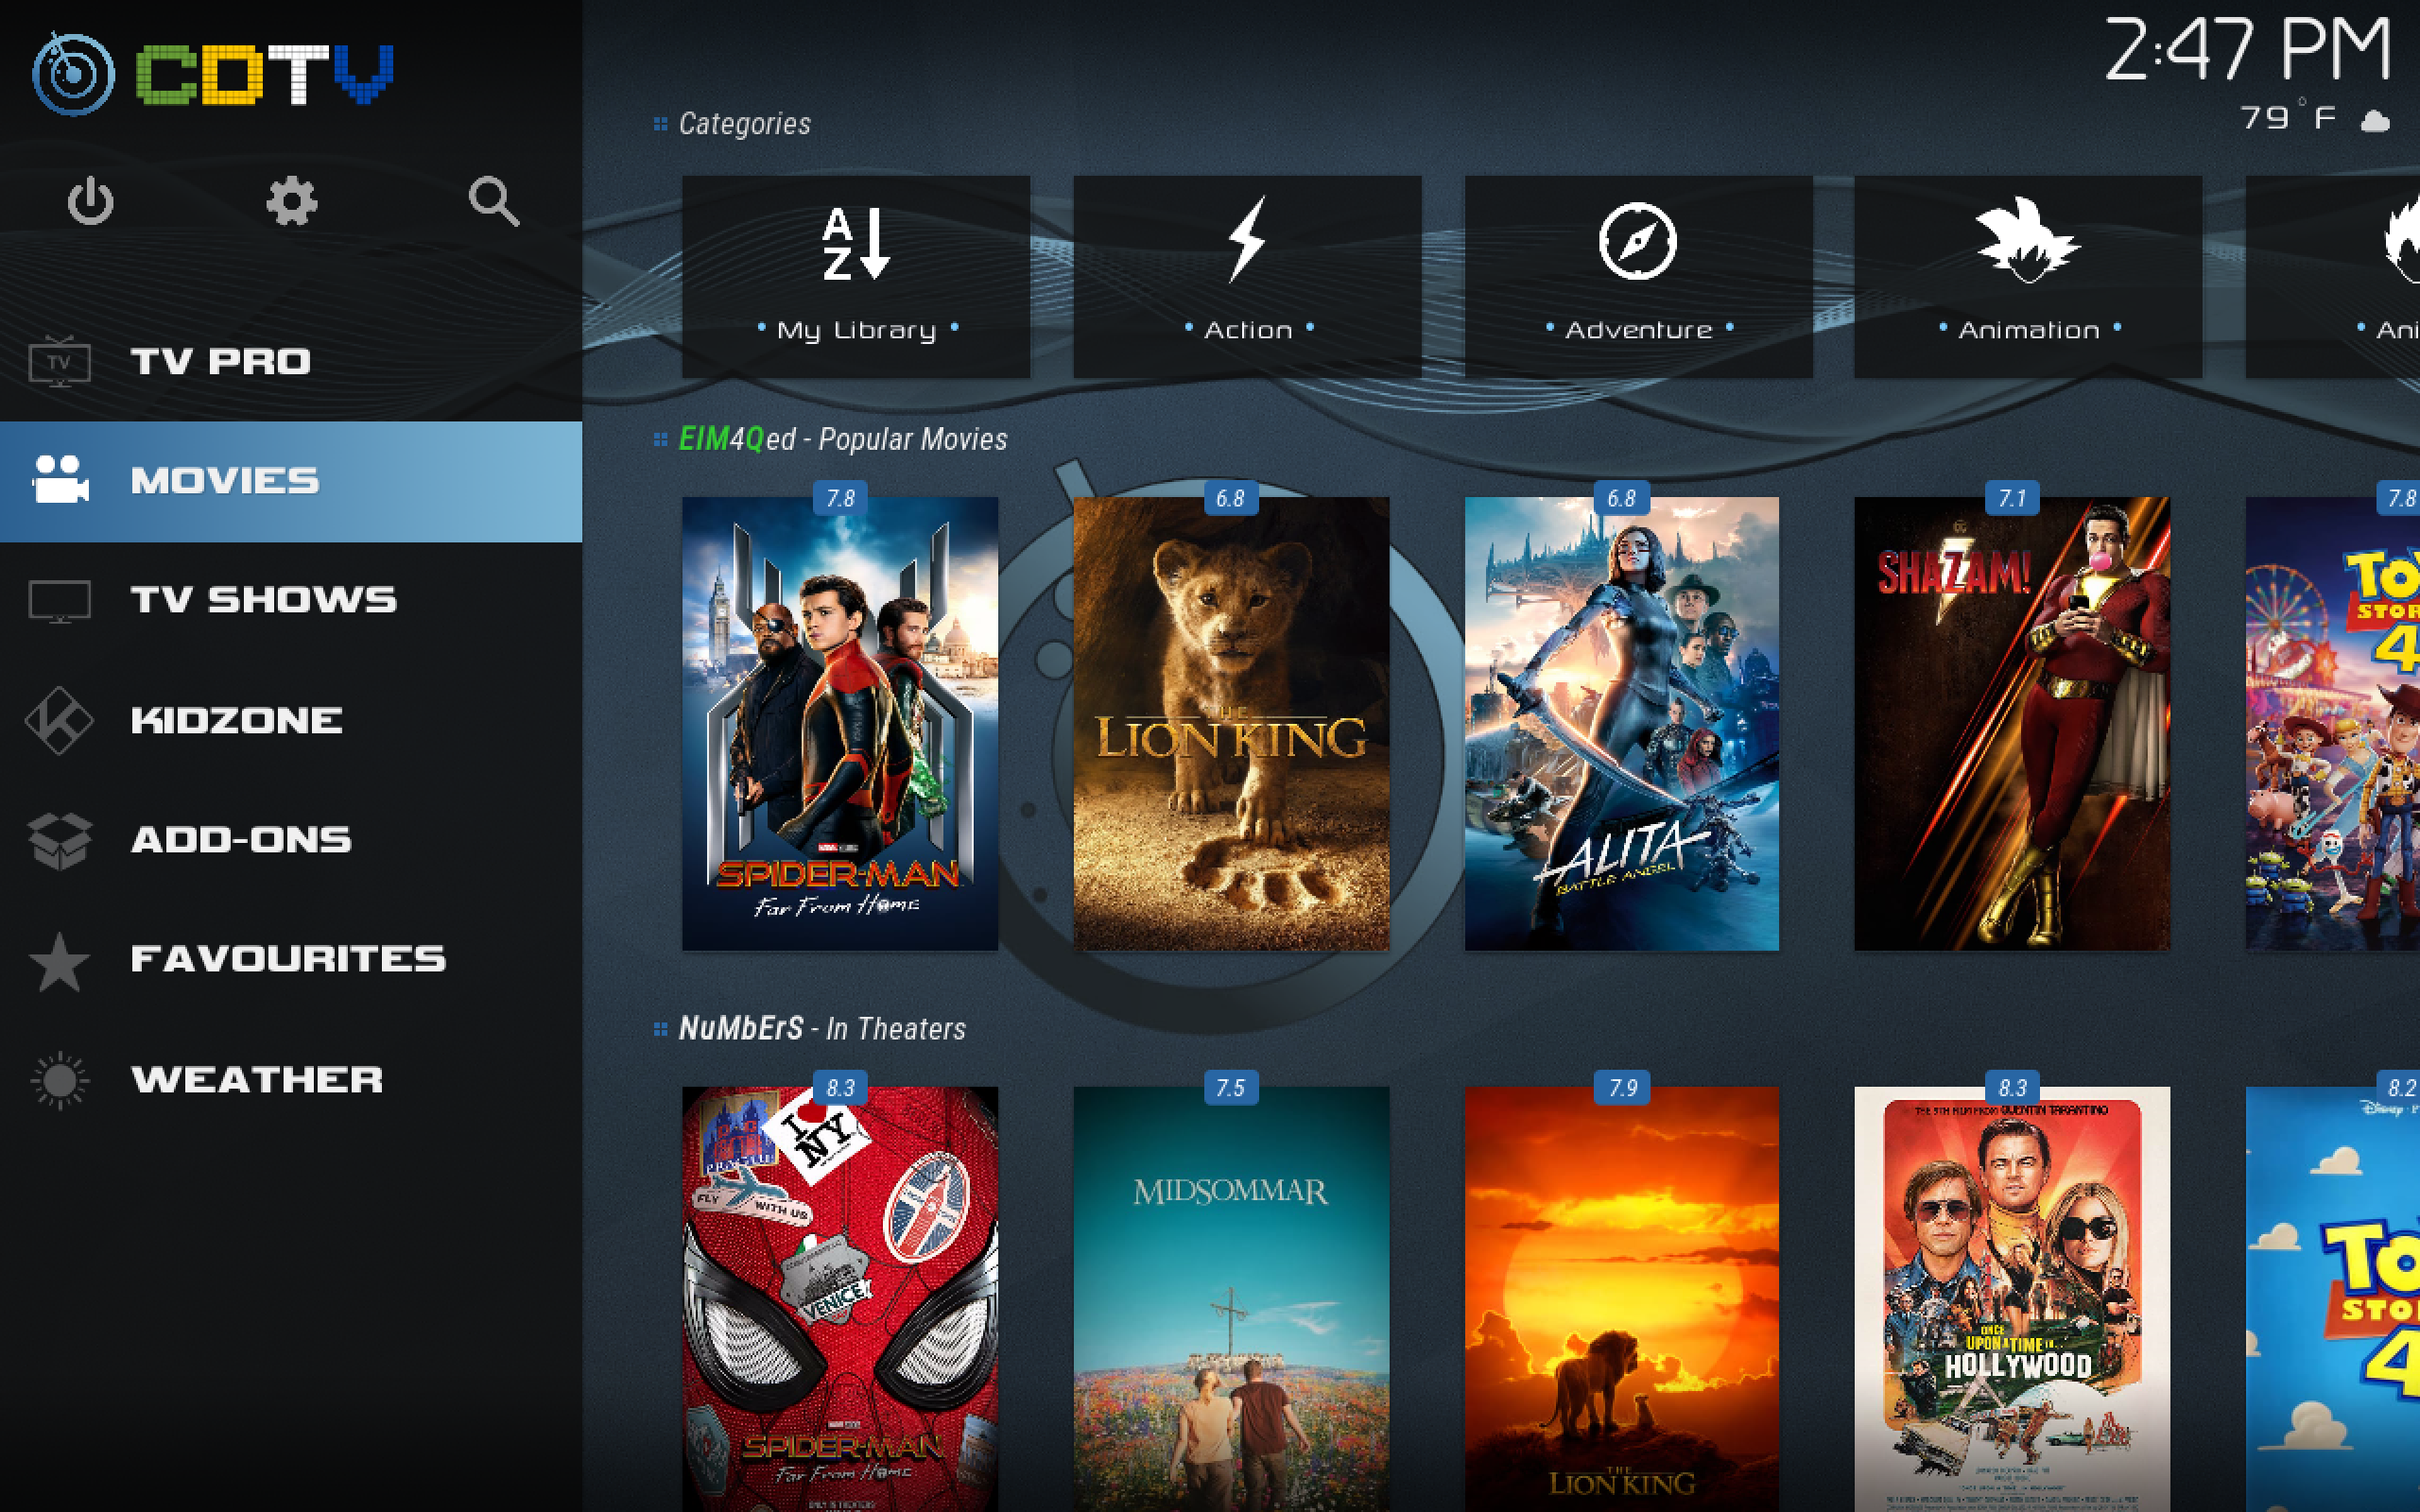 CDTV
2:47 PM
79°F
Categories
My Library
Action
Adventure
Animation
Ani
TV
TV PRO
MOVIES
TV SHOWS
KIDZONE
ADD-ONS
FAVOURITES
WEATHER
EIM4Qed - Popular Movies
7.8
6.8
6.8
7.1
7.8
SPIDER-MAN
Far From Home
THE
LION KING
ALITA
BATTLE ANGEL
SHAZAM!
TOY
STOR
4
NuMbErS - In Theaters
8.3
7.5
7.9
8.3
8.2
I NY
FLY
WITH US
VENICE
SPIDER-MAN
Far From Home
MIDSOMMAR
THE
LION KING
THE 9TH FILM FROM QUENTIN TARANTINO
ONCE
UPON A TIME IN...
HOLLYWOOD
Disney
TO
STO
4